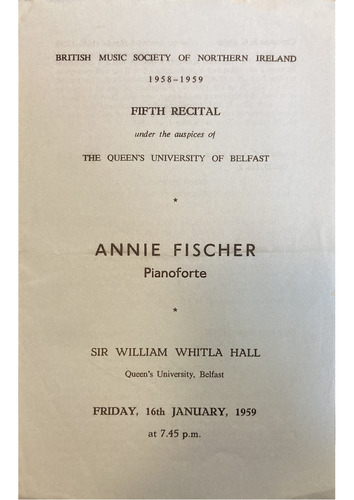 BRITISH MUSIC SOCIETY OF NORTHERN IRELAND
1958–1959
FIFTH RECITAL
under the auspices of
THE QUEEN'S UNIVERSITY OF BELFAST
*
ANNIE FISCHER
Pianoforte
*
SIR WILLIAM WHITLA HALL
Queen's University, Belfast
FRIDAY, 16th JANUARY, 1959
at 7.45 p.m.